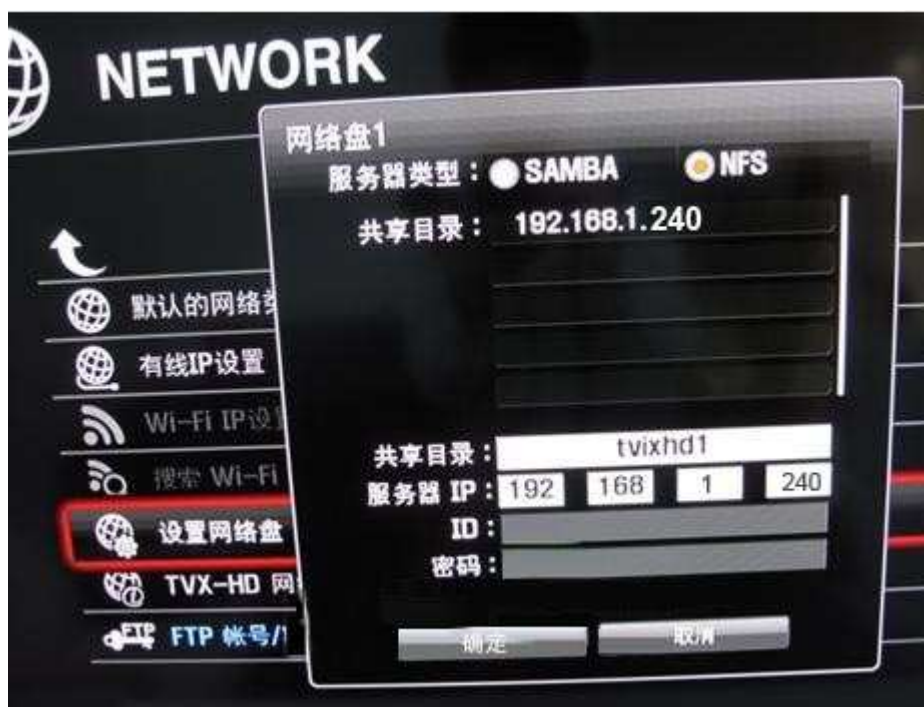 NETWORK
网络盘1
服务器类型：SAMBA NFS
共享目录：192.168.1.240
默认的网络
有线IP设置
Wi-Fi IP设
搜索 Wi-Fi
设置网络盘
TVX-HD 网
FTP 帐号/
共享目录：tvixhd1
服务器 IP：192 168 1 240
ID：
密码：
确定 取消